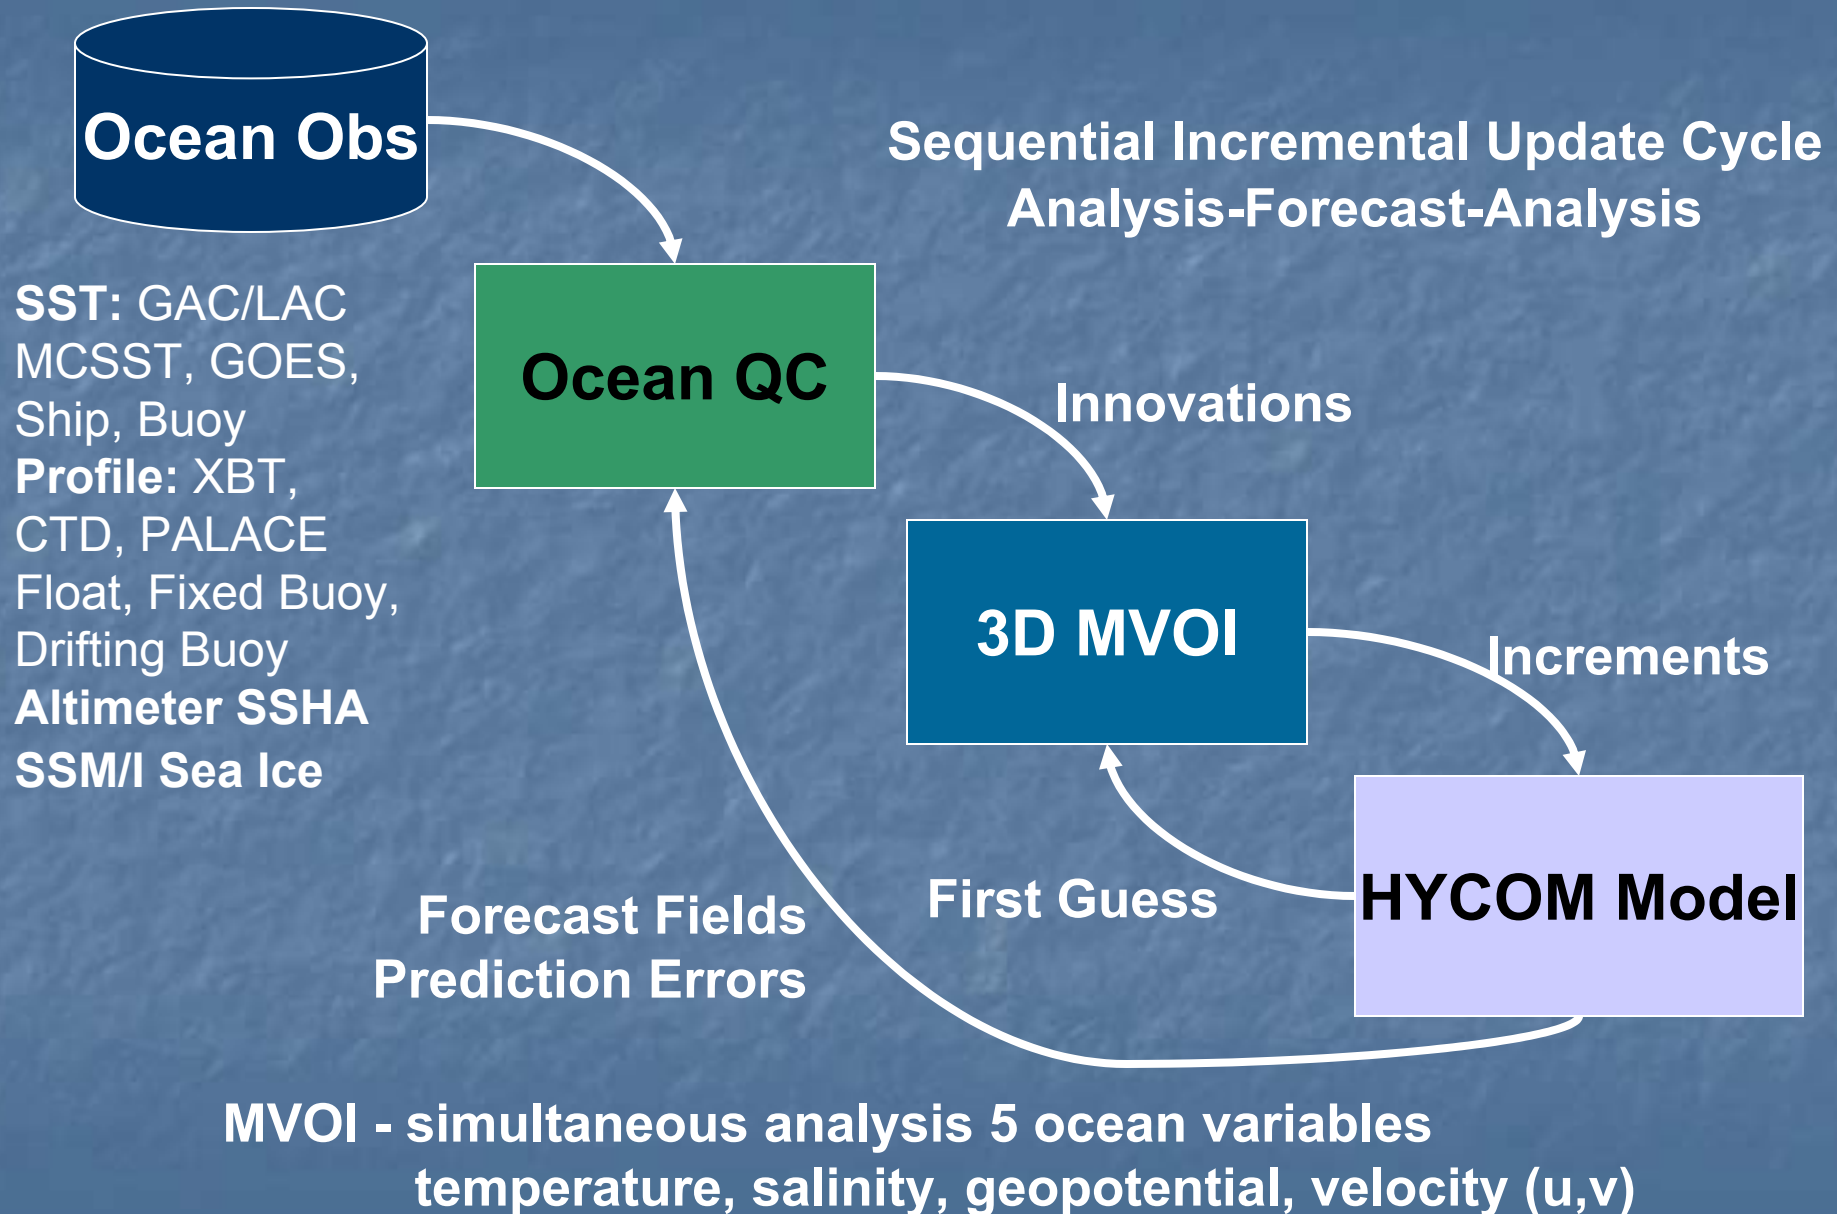 Ocean Obs
Sequential Incremental Update Cycle
Analysis-Forecast-Analysis
SST: GAC/LAC
MCSST, GOES,
Ship, Buoy
Profile: XBT,
CTD, PALACE
Float, Fixed Buoy,
Drifting Buoy
Altimeter SSHA
SSM/I Sea Ice
Ocean QC
Innovations
3D MVOI
Increments
HYCOM Model
First Guess
Forecast Fields
Prediction Errors
MVOI - simultaneous analysis 5 ocean variables
temperature, salinity, geopotential, velocity (u,v)